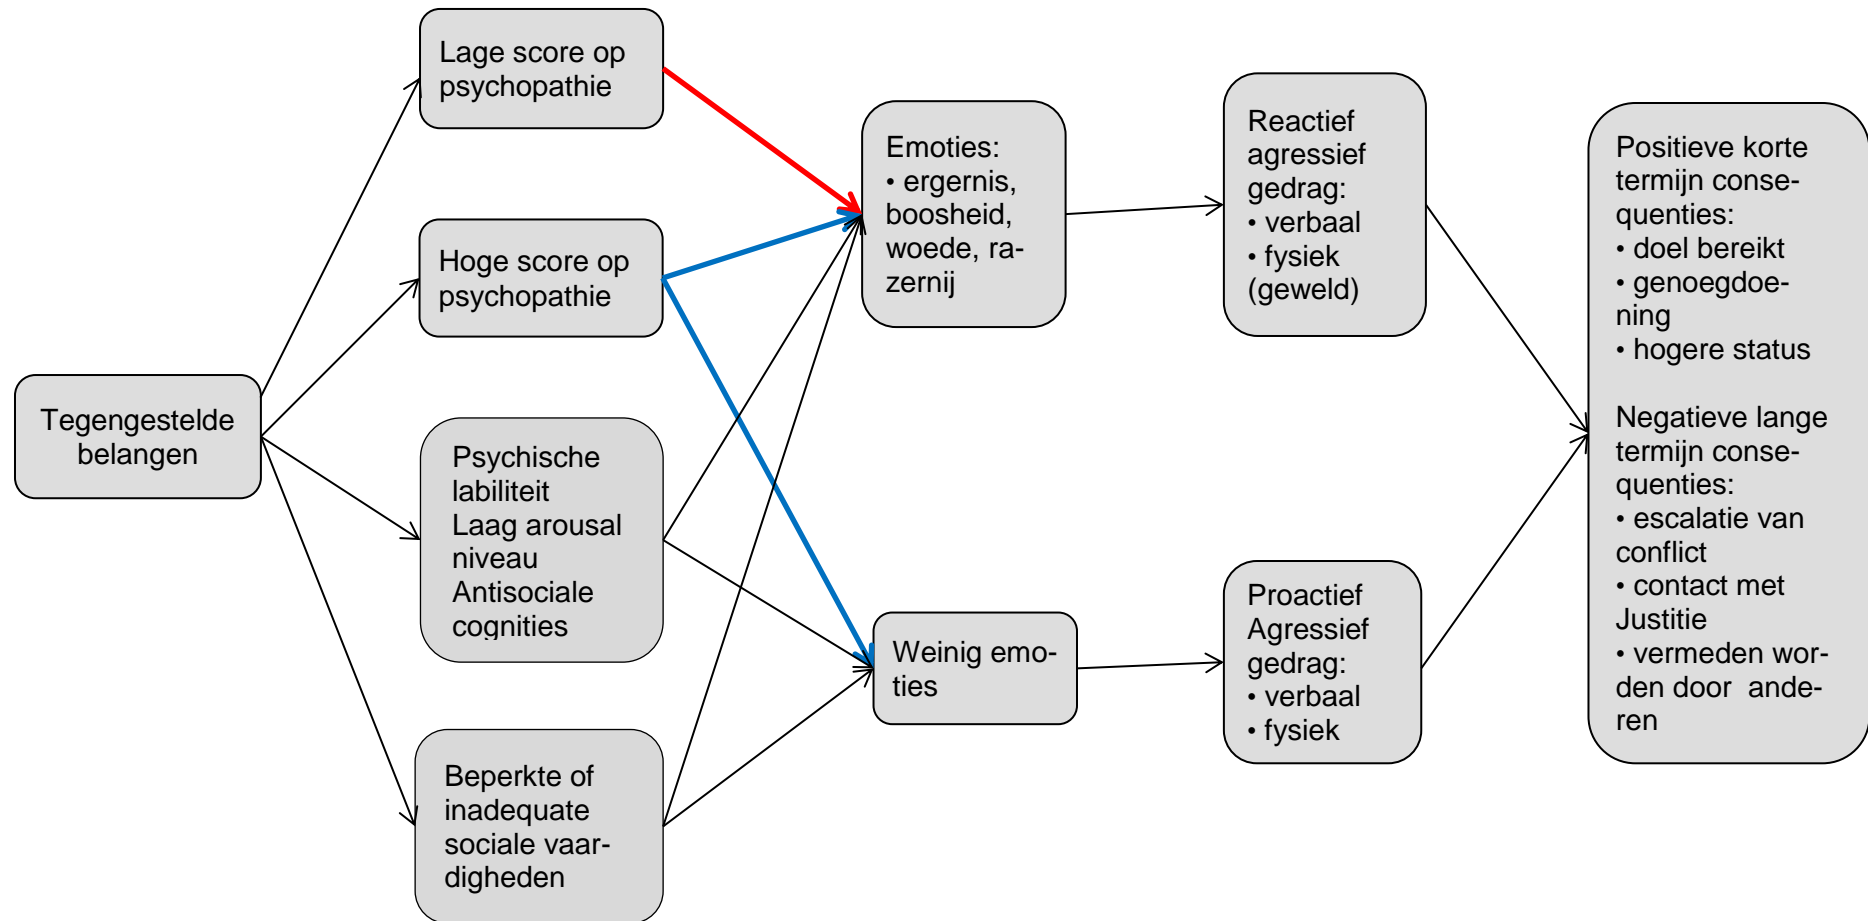 Lage score op
psychopathie
Hoge score op
psychopathie
Tegengestelde
belangen
Psychische
labiliteit
Laag arousal
niveau
Antisociale
cognities
Beperkte of
inadequate
sociale vaar-
digheden
Emoties:
• ergernis,
boosheid,
woede, ra-
zernij
Weinig emo-
ties
Reactief
agressief
gedrag:
• verbaal
• fysiek
(geweld)
Proactief
Agressief
gedrag:
• verbaal
• fysiek
Positieve korte
termijn conse-
quenties:
• doel bereikt
• genoegdoe-
ning
• hogere status
Negatieve lange
termijn conse-
quenties:
• escalatie van
conflict
• contact met
Justitie
• vermeden wor-
den door  ande-
ren